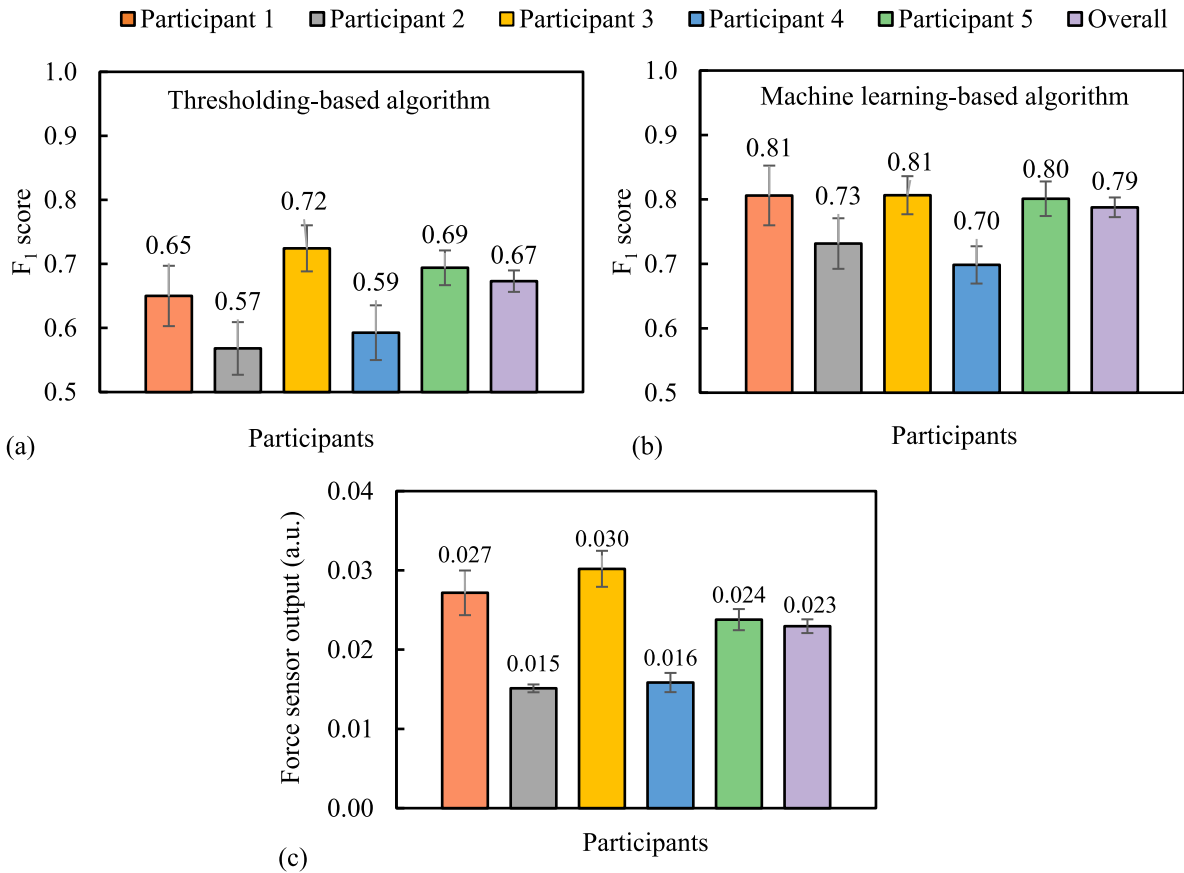 Participant 1 Participant 2 Participant 3 Participant 4 Participant 5 Overall
Thresholding-based algorithm
F1 score
1.0
0.9
0.8
0.7
0.6
0.5
0.65
0.57
0.72
0.59
0.69
0.67
Participants
(a)
Machine learning-based algorithm
F1 score
1.0
0.9
0.8
0.7
0.6
0.5
0.81
0.73
0.81
0.70
0.80
0.79
Participants
(b)
Force sensor output (a.u.)
0.04
0.03
0.02
0.01
0.00
0.027
0.015
0.030
0.016
0.024
0.023
Participants
(c)